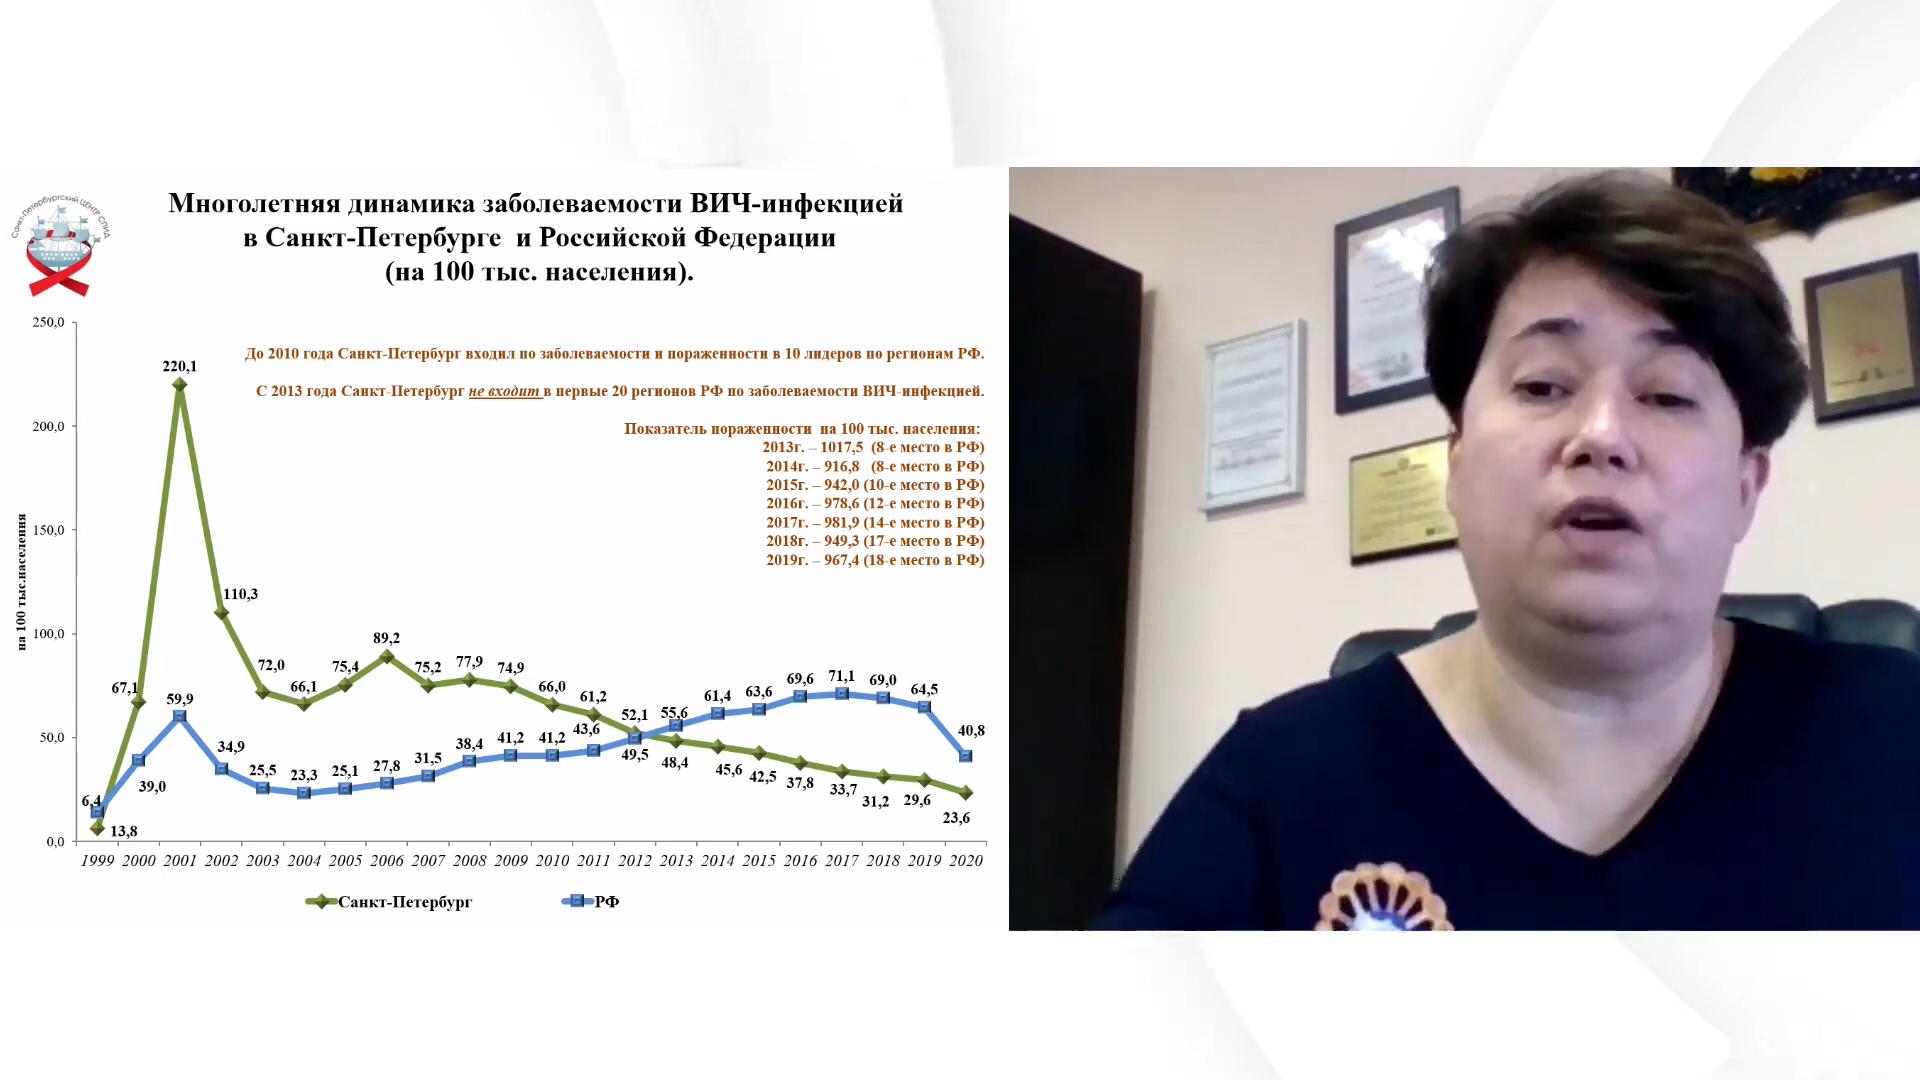 Санкт-Петербургский ЦЕНТР СПИД
Многолетняя динамика заболеваемости ВИЧ-инфекцией
в Санкт-Петербурге и Российской Федерации
(на 100 тыс. населения).
До 2010 года Санкт-Петербург входил по заболеваемости и пораженности в 10 лидеров по регионам РФ.
С 2013 года Санкт-Петербург не входит в первые 20 регионов РФ по заболеваемости ВИЧ-инфекцией.
Показатель пораженности на 100 тыс. населения:
2013г. – 1017,5 (8-е место в РФ)
2014г. – 916,8 (8-е место в РФ)
2015г. – 942,0 (10-е место в РФ)
2016г. – 978,6 (12-е место в РФ)
2017г. – 981,9 (14-е место в РФ)
2018г. – 949,3 (17-е место в РФ)
2019г. – 967,4 (18-е место в РФ)
на 100 тыс.населения
250,0
200,0
150,0
100,0
50,0
0,0
6,4 67,1 220,1 110,3 72,0 66,1 75,4 89,2 75,2 77,9 74,9 66,0 61,2 52,1 48,4 45,6 42,5 37,8 33,7 31,2 29,6 23,6
13,8 39,0 59,9 34,9 25,5 23,3 25,1 27,8 31,5 38,4 41,2 41,2 43,6 49,5 55,6 61,4 63,6 69,6 71,1 69,0 64,5 40,8
1999 2000 2001 2002 2003 2004 2005 2006 2007 2008 2009 2010 2011 2012 2013 2014 2015 2016 2017 2018 2019 2020
Санкт-Петербург РФ